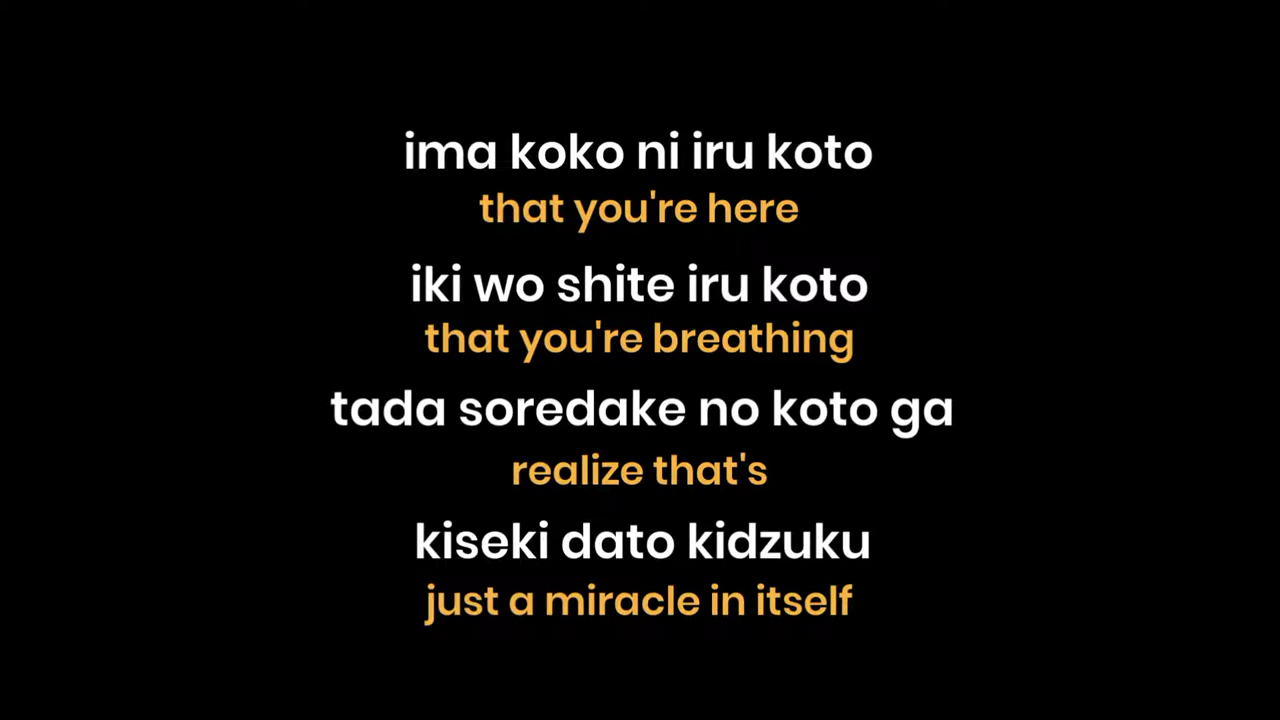 ima koko ni iru koto
that you're here
iki wo shite iru koto
that you're breathing
tada soredake no koto ga
realize that's
kiseki dato kidzuku
just a miracle in itself